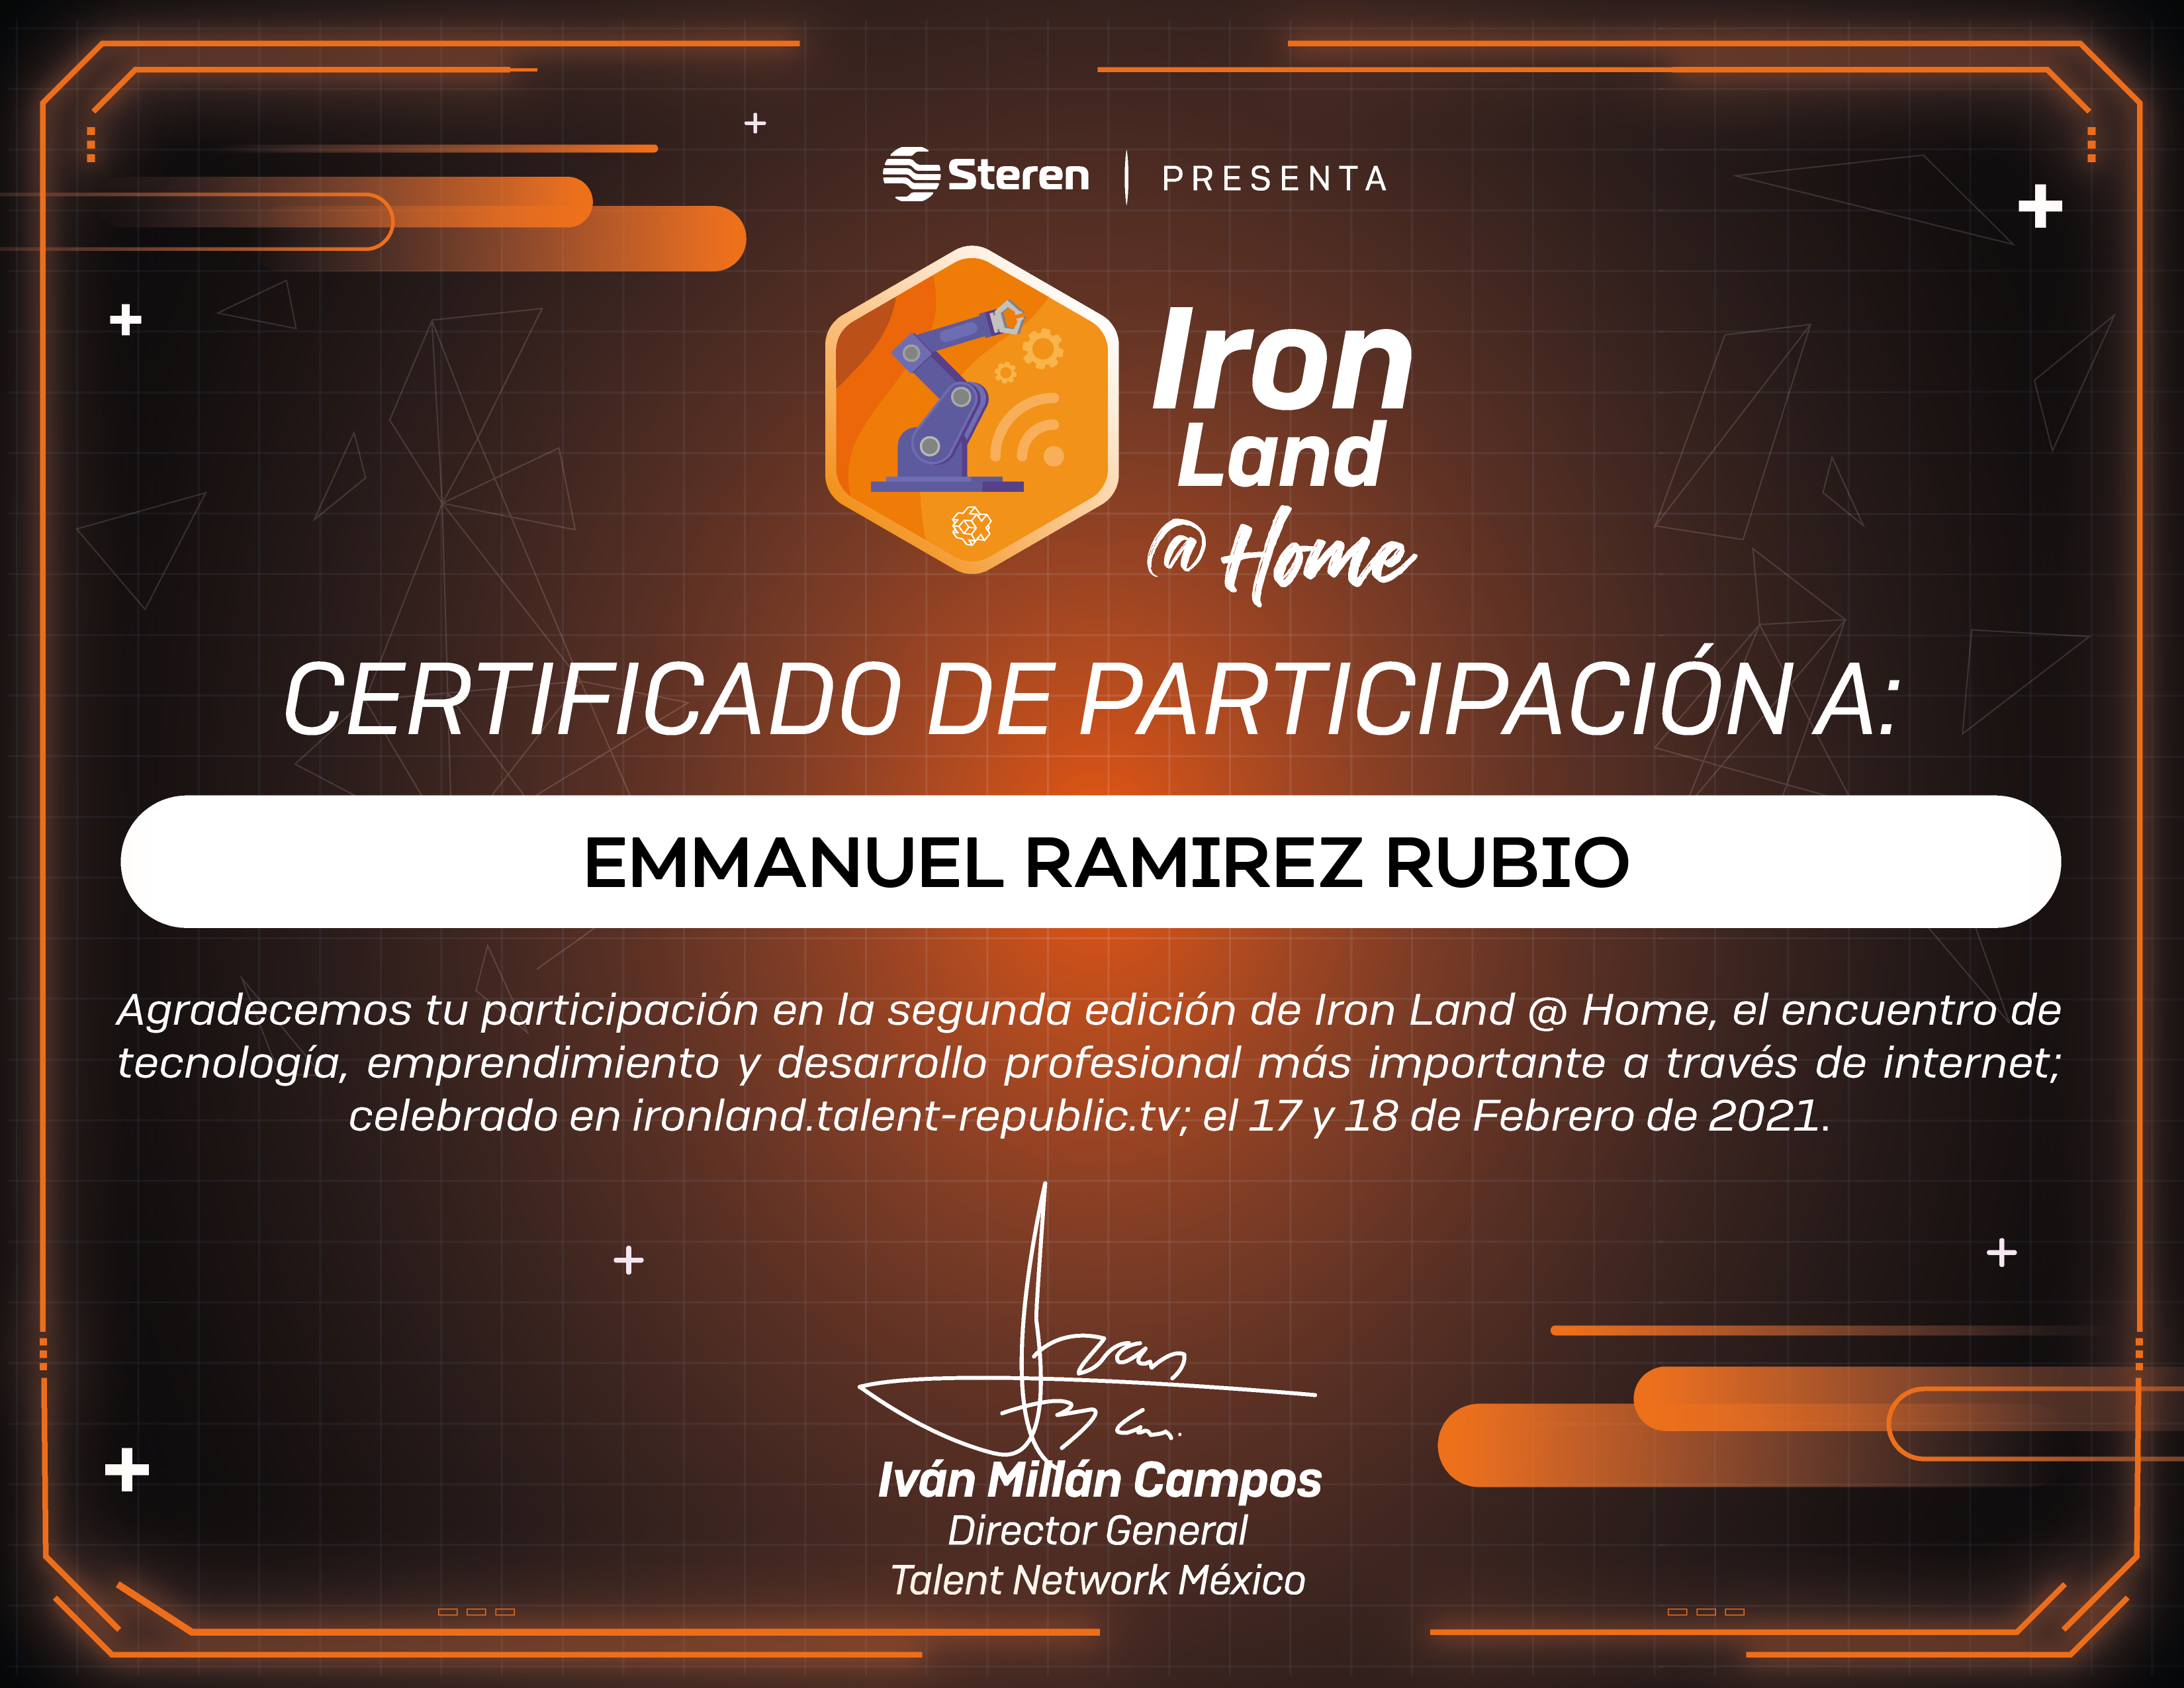 Steren | PRESENTA
Iron
Land
@ Home
CERTIFICADO DE PARTICIPACIÓN A:
EMMANUEL RAMIREZ RUBIO
Agradecemos tu participación en la segunda edición de Iron Land @ Home, el encuentro de
tecnología, emprendimiento y desarrollo profesional más importante a través de internet;
celebrado en ironland.talent-republic.tv; el 17 y 18 de Febrero de 2021.
Iván Millán Campos
Director General
Talent Network México